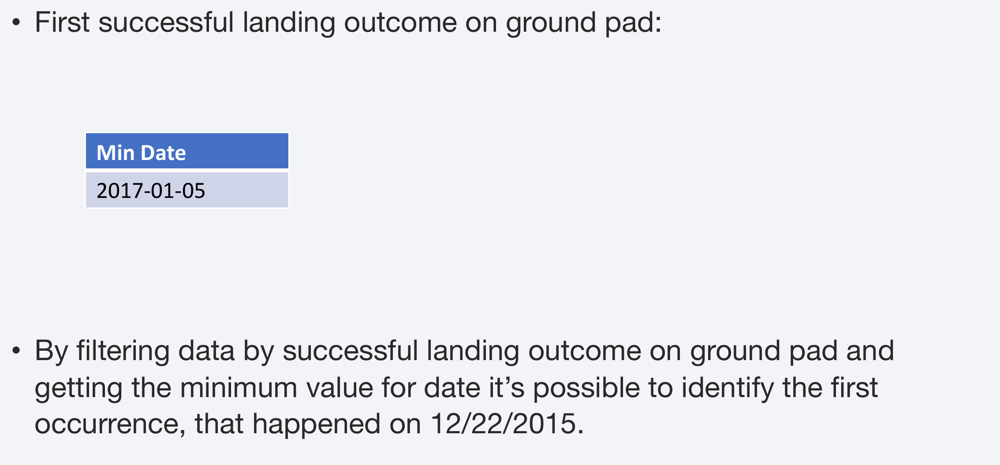 • First successful landing outcome on ground pad:
Min Date
2017-01-05
• By filtering data by successful landing outcome on ground pad and
getting the minimum value for date it’s possible to identify the first
occurrence, that happened on 12/22/2015.